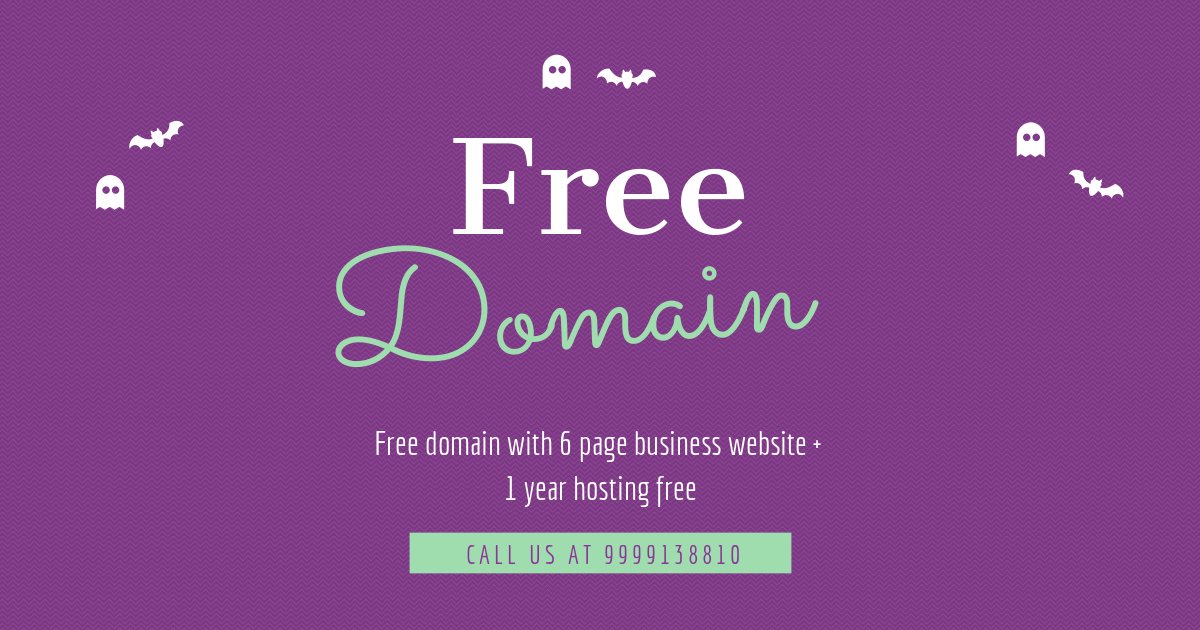 Free
Domain
Free domain with 6 page business website +
1 year hosting free
CALL US AT 9999138810